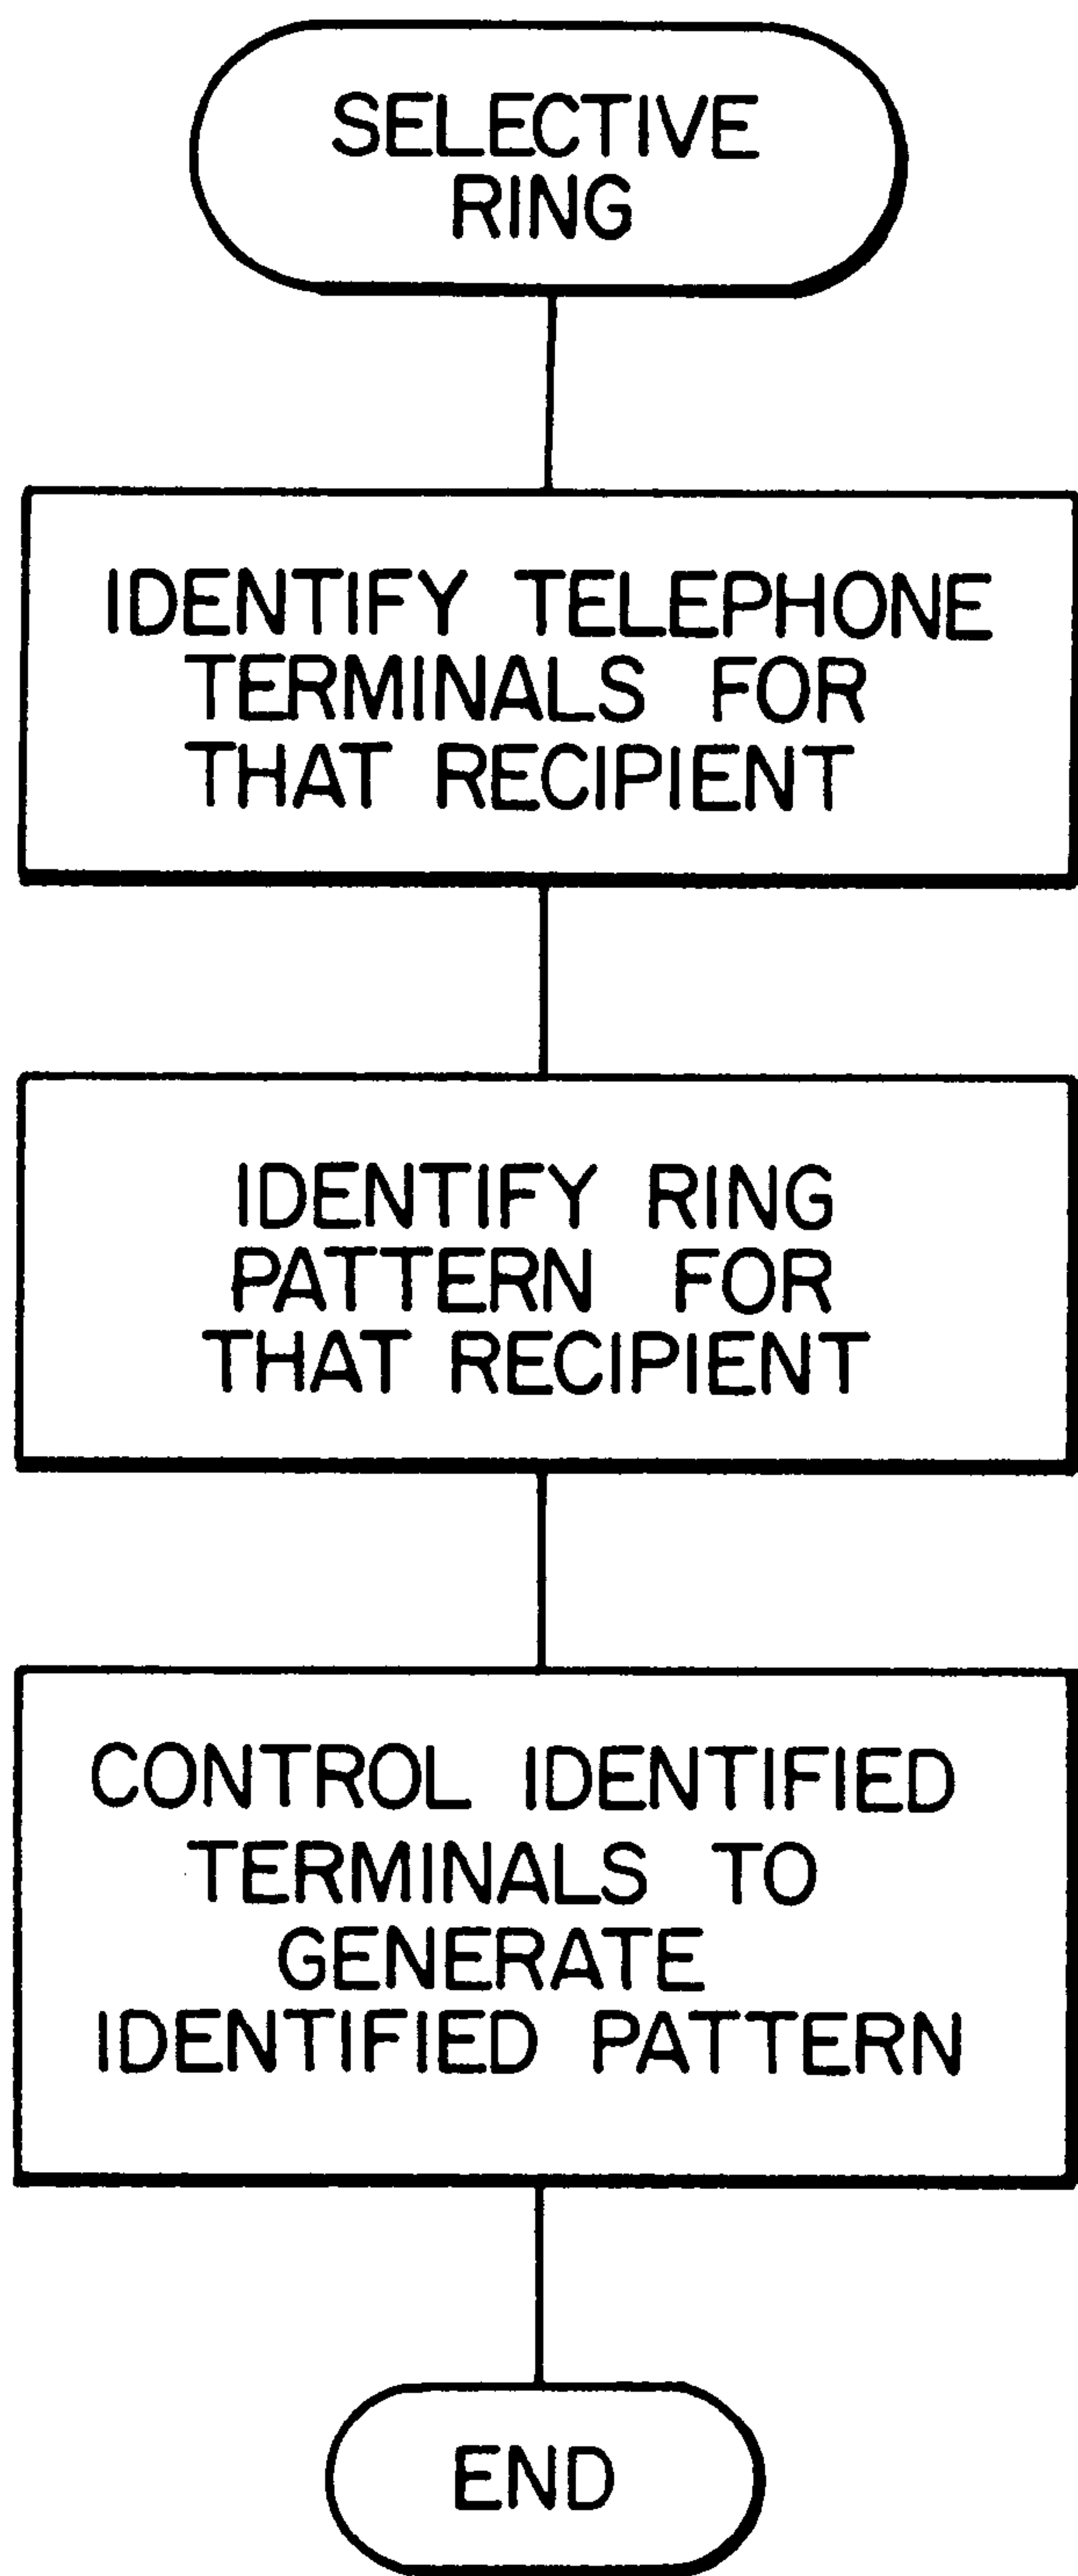 SELECTIVE
RING
IDENTIFY TELEPHONE
TERMINALS FOR
THAT RECIPIENT
IDENTIFY RING
PATTERN FOR
THAT RECIPIENT
CONTROL IDENTIFIED
TERMINALS TO
GENERATE
IDENTIFIED PATTERN
END